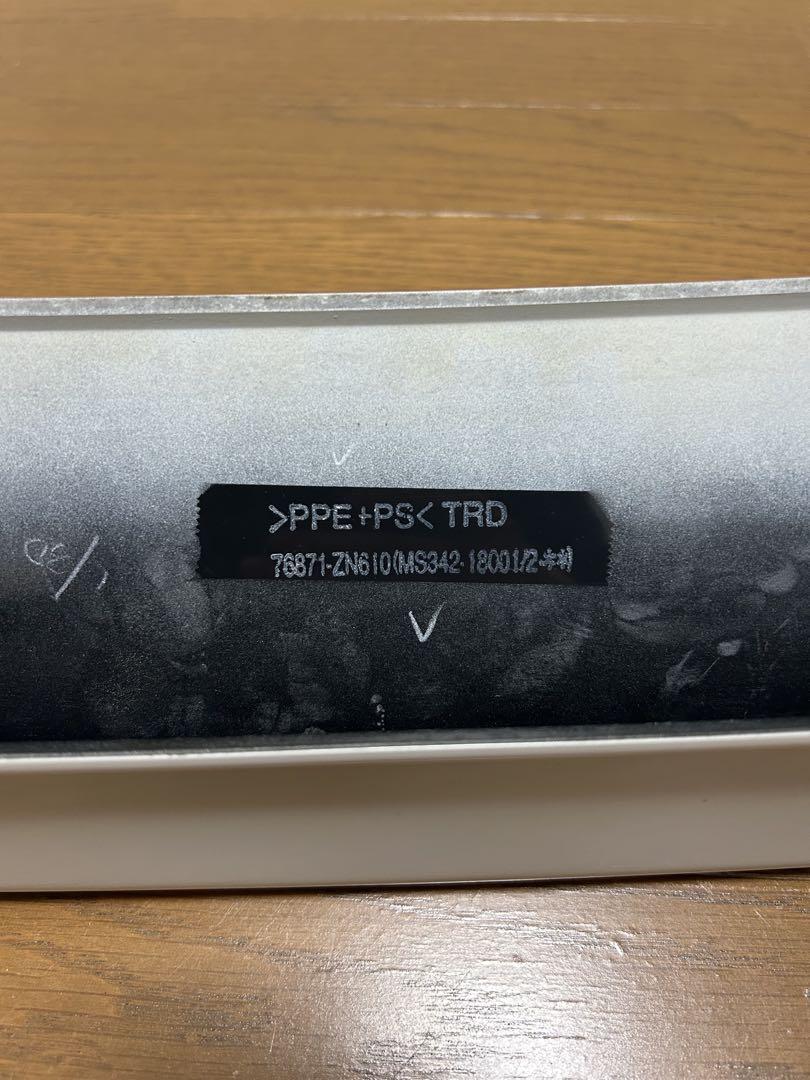 >PPE+PS< TRD
76871-ZN610(MS342-18001/2-**)